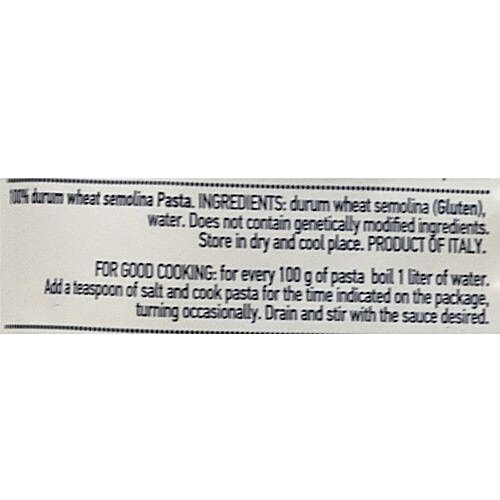 100% durum wheat semolina Pasta. INGREDIENTS: durum wheat semolina (Gluten),
water. Does not contain genetically modified ingredients.
Store in dry and cool place. PRODUCT OF ITALY.
FOR GOOD COOKING: for every 100 g of pasta boil 1 liter of water.
Add a teaspoon of salt and cook pasta for the time indicated on the package,
turning occasionally. Drain and stir with the sauce desired.